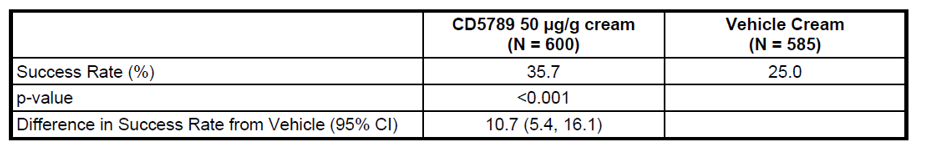 CD5789 50 µg/g cream Vehicle Cream
(N = 600) (N = 585)
Success Rate (%) 35.7 25.0
p-value <0.001
Difference in Success Rate from Vehicle (95% CI) 10.7 (5.4, 16.1)